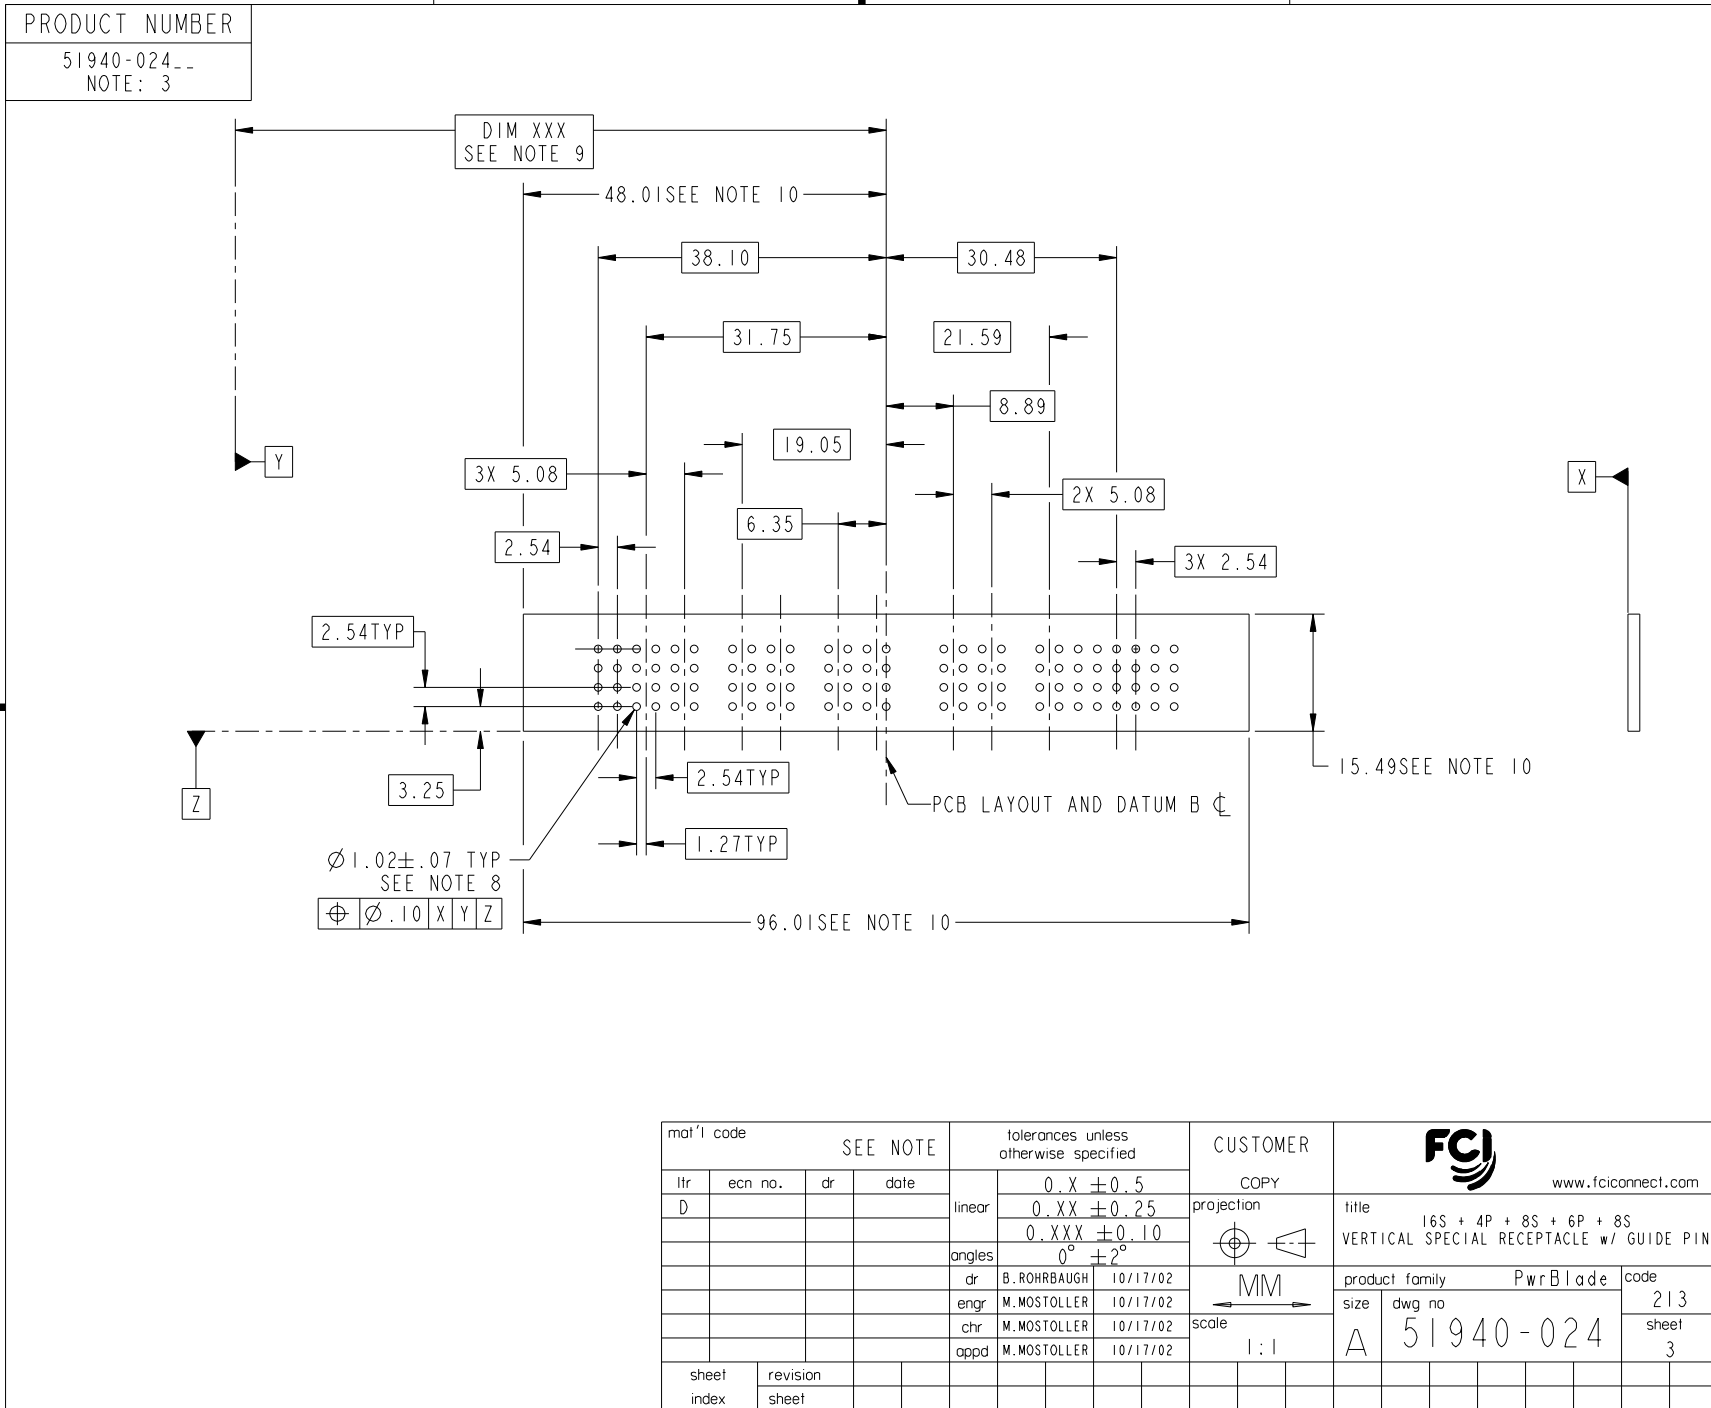 PRODUCT NUMBER
51940-024__
NOTE: 3
DIM XXX
SEE NOTE 9
48.01SEE NOTE 10
38.10
30.48
31.75
21.59
8.89
19.05
Y
3X 5.08
X
2X 5.08
6.35
2.54
3X 2.54
2.54TYP
15.49SEE NOTE 10
2.54TYP
3.25
Z
PCB LAYOUT AND DATUM B ℄
1.27TYP
Ø1.02±.07 TYP
SEE NOTE 8
⌖ Ø.10 X Y Z
96.01SEE NOTE 10
mat'l code
SEE NOTE
tolerances unless
otherwise specified
CUSTOMER
COPY
FCI
www.fciconnect.com
ltr ecn no. dr date
D
linear
0.X ±0.5
0.XX ±0.25
0.XXX ±0.10
angles
0° ±2°
projection
title
16S + 4P + 8S + 6P + 8S
VERTICAL SPECIAL RECEPTACLE w/ GUIDE PIN
dr B.ROHRBAUGH 10/17/02
engr M.MOSTOLLER 10/17/02
chr M.MOSTOLLER 10/17/02
appd M.MOSTOLLER 10/17/02
MM
scale
1:1
product family PwrBlade
code
213
size
A
dwg no
51940-024
sheet
3
sheet
index
revision
sheet